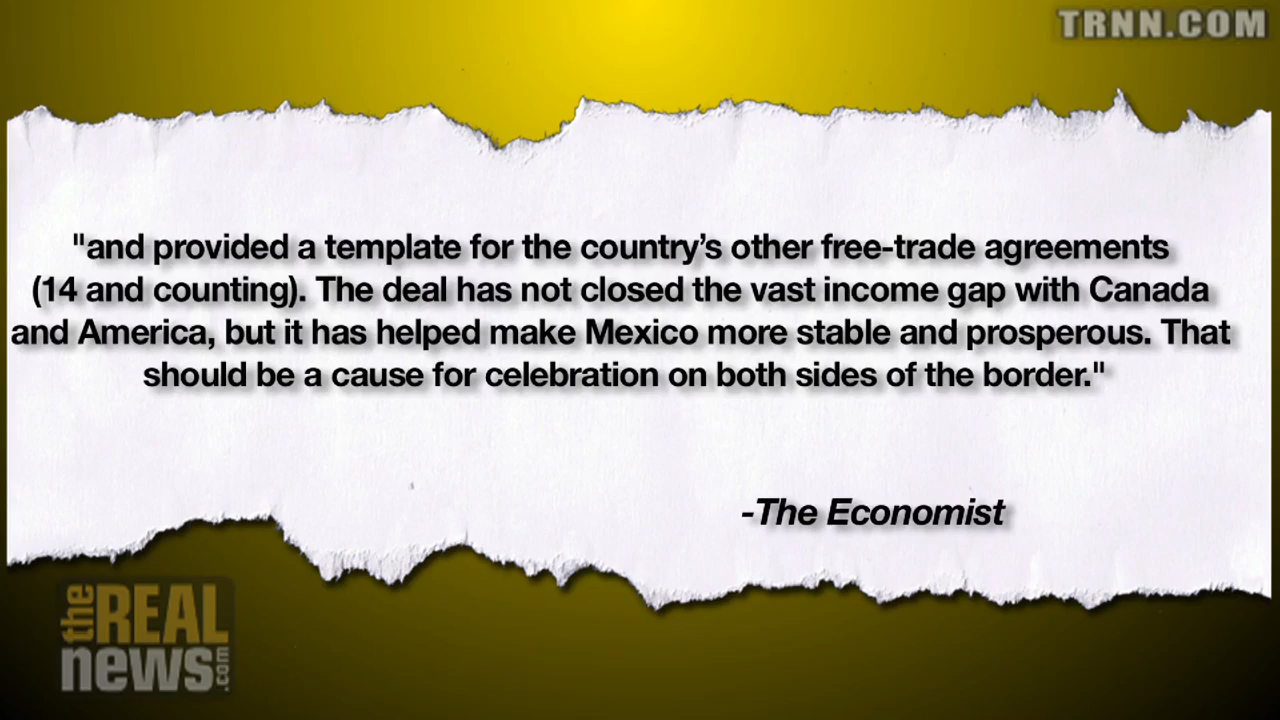 TRNN.COM
"and provided a template for the country’s other free-trade agreements
(14 and counting). The deal has not closed the vast income gap with Canada
and America, but it has helped make Mexico more stable and prosperous. That
should be a cause for celebration on both sides of the border."
-The Economist
the REAL
news.com